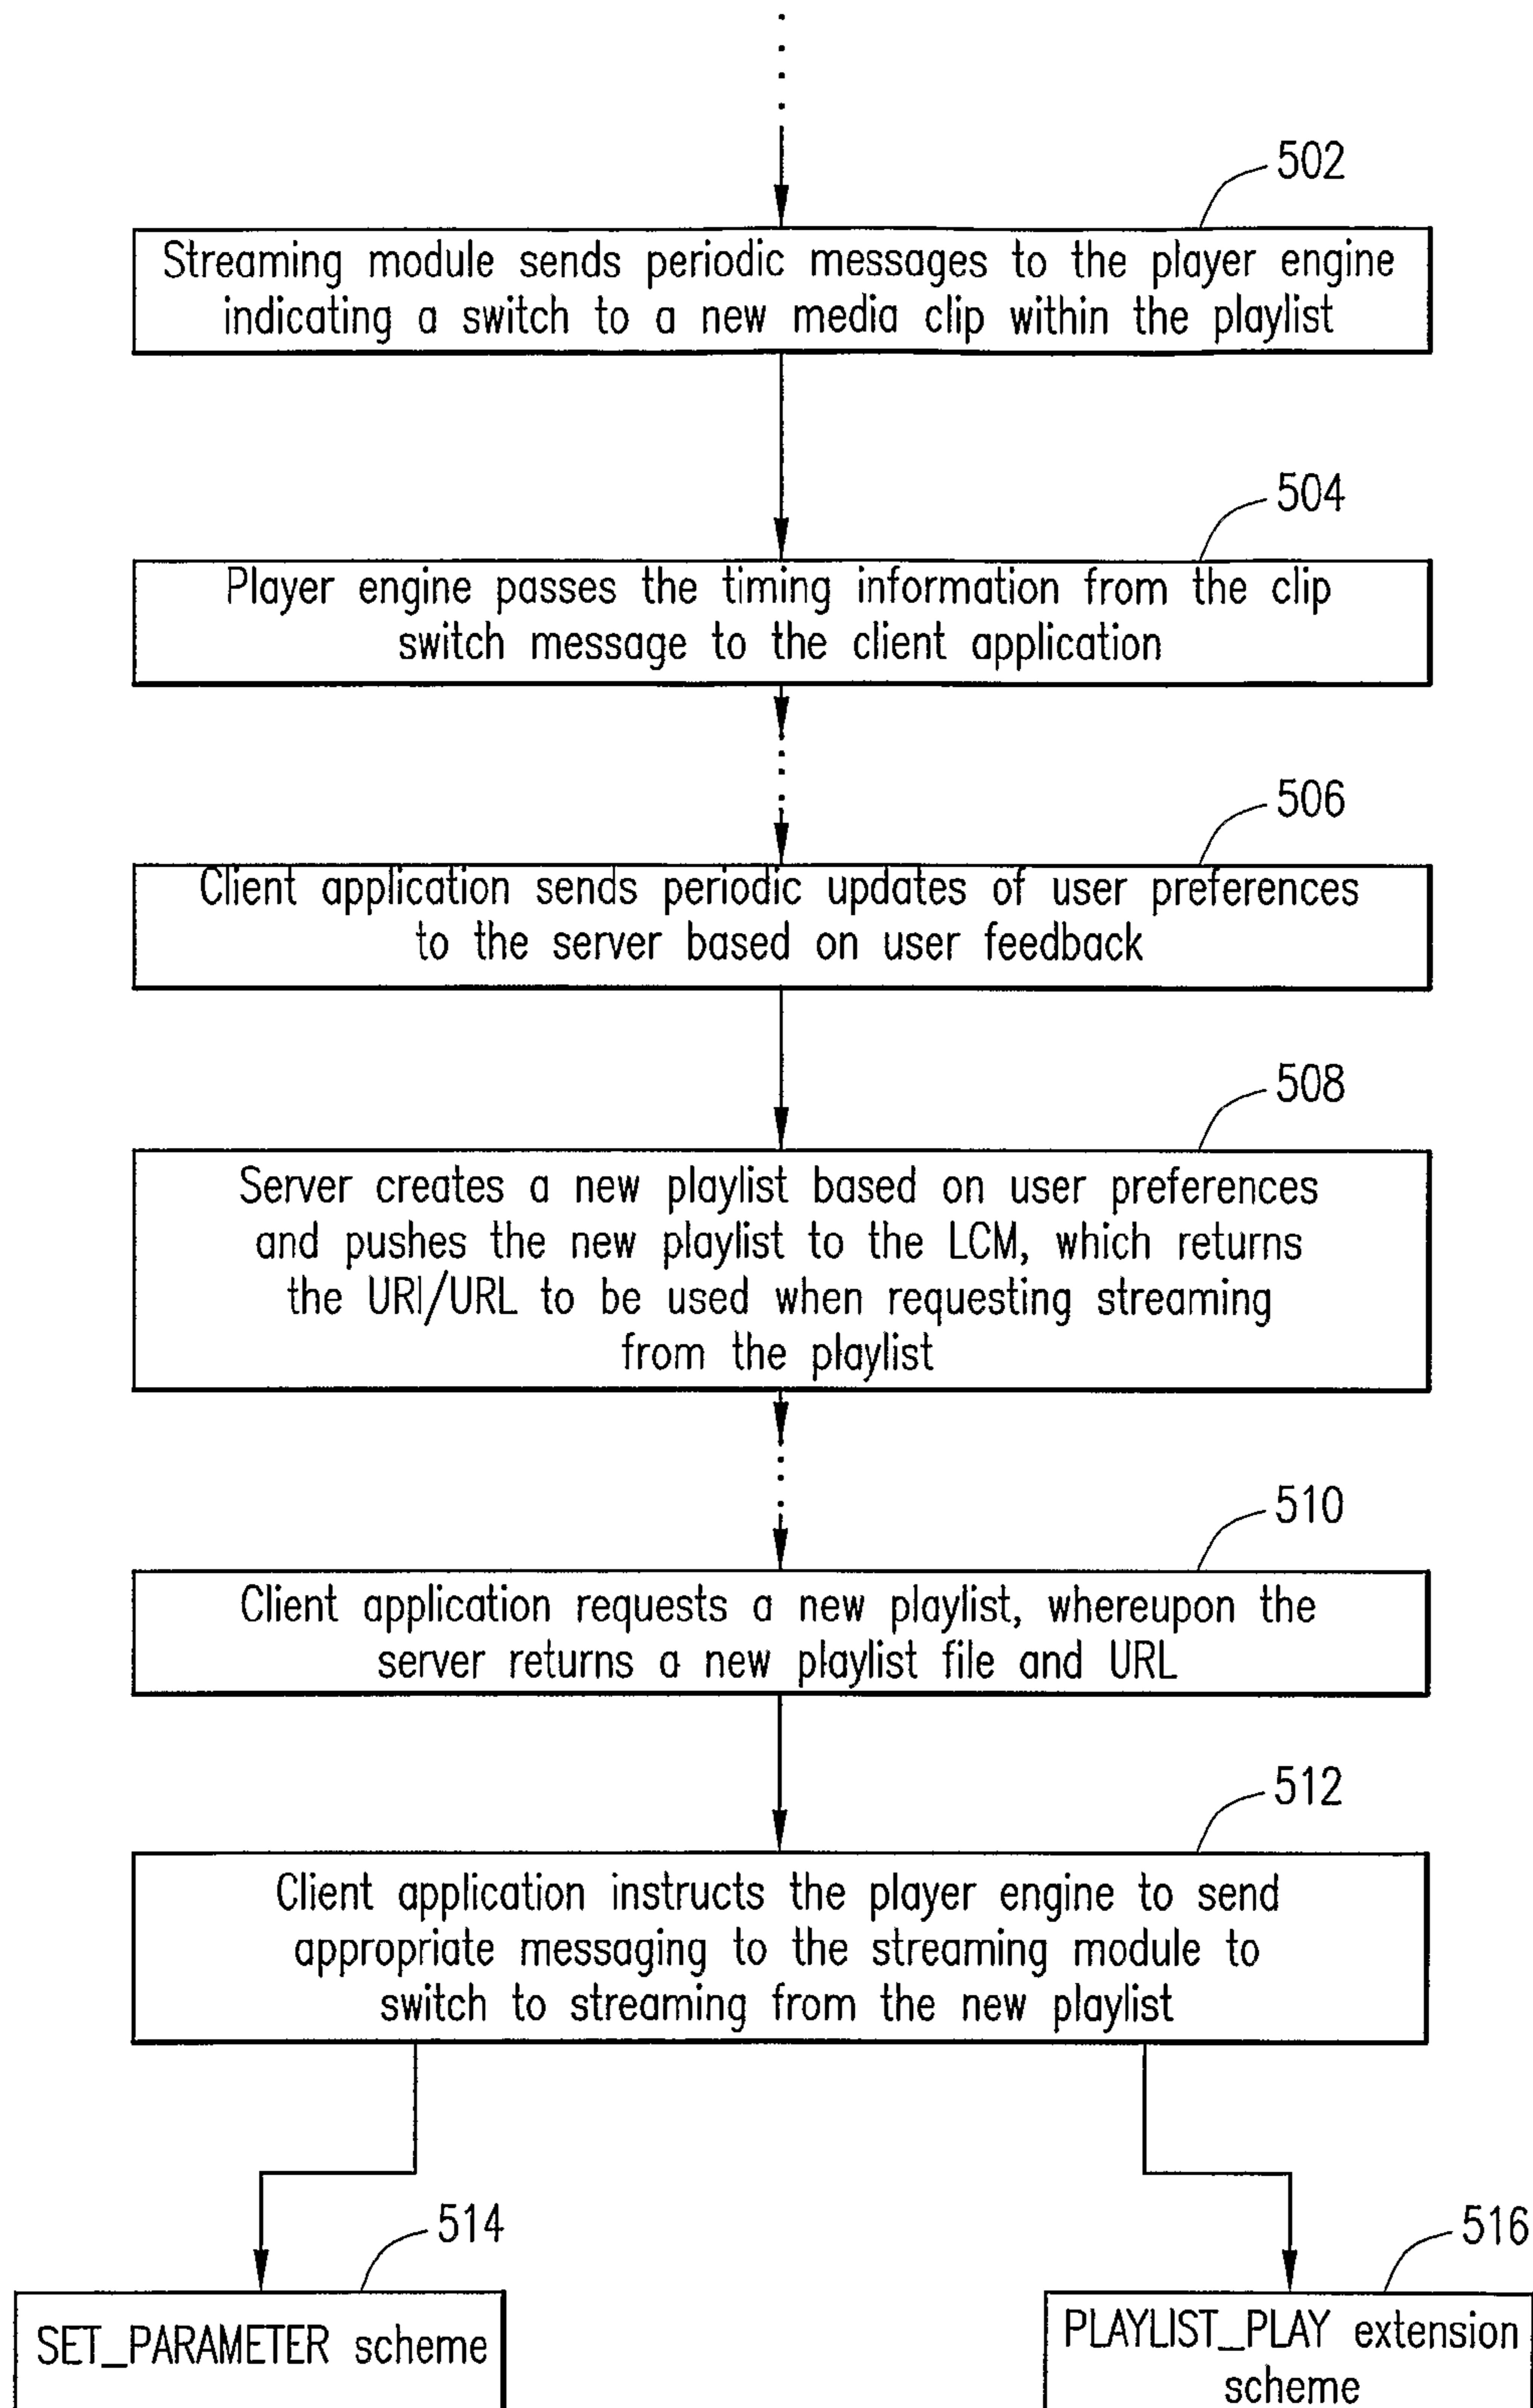 502
Streaming module sends periodic messages to the player engine
indicating a switch to a new media clip within the playlist
504
Player engine passes the timing information from the clip
switch message to the client application
506
Client application sends periodic updates of user preferences
to the server based on user feedback
508
Server creates a new playlist based on user preferences
and pushes the new playlist to the LCM, which returns
the URI/URL to be used when requesting streaming
from the playlist
510
Client application requests a new playlist, whereupon the
server returns a new playlist file and URL
512
Client application instructs the player engine to send
appropriate messaging to the streaming module to
switch to streaming from the new playlist
514
SET_PARAMETER scheme
516
PLAYLIST_PLAY extension
scheme